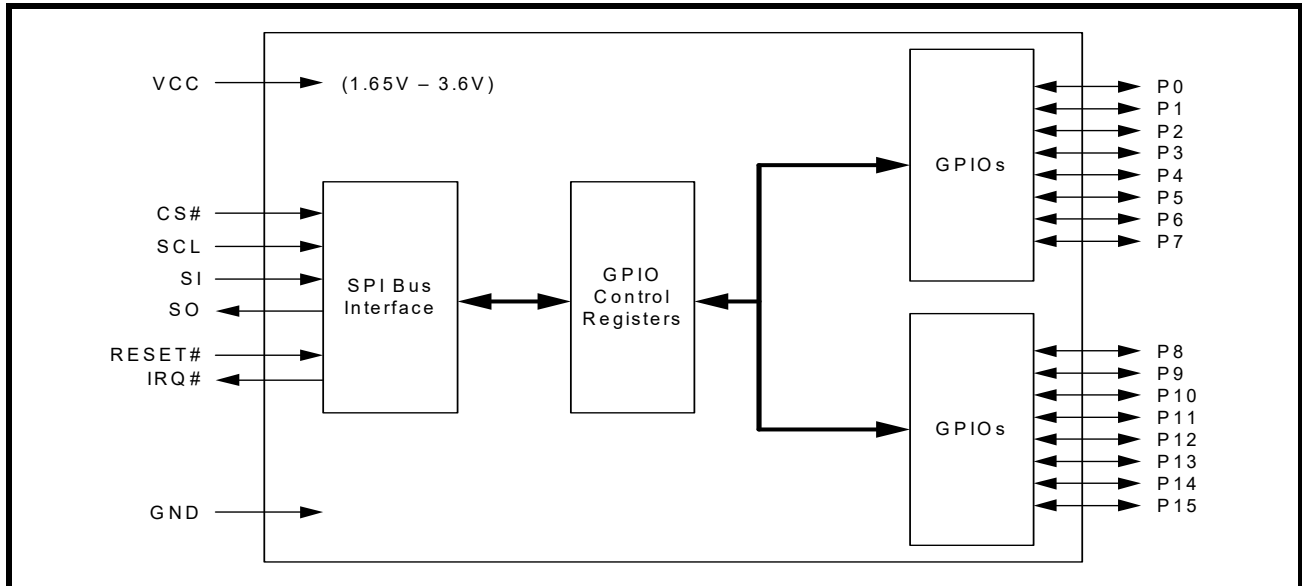 VCC
(1.65V – 3.6V)
CS#
SCL
SI
SO
RESET#
IRQ#
GND
SPI Bus
Interface
GPIO
Control
Registers
GPIOs
P0
P1
P2
P3
P4
P5
P6
P7
GPIOs
P8
P9
P10
P11
P12
P13
P14
P15